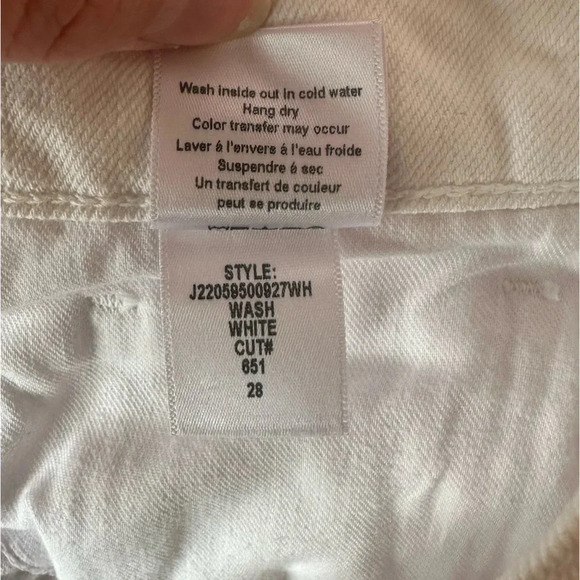 Wash inside out in cold water
Hang dry
Color transfer may occur
Laver á l'envers á l'eau froide
Suspendre á sec
Un transfert de couleur
peut se produire
STYLE:
J22059500927WH
WASH
WHITE
CUT#
651
28